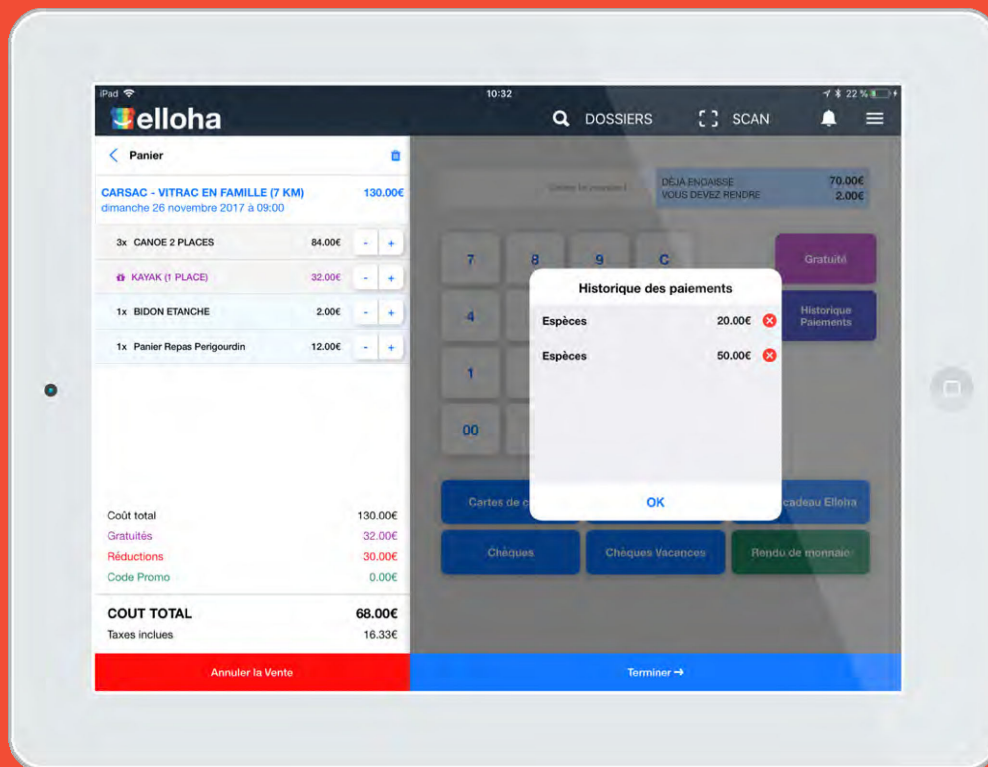 iPad 10:32 22 %
elloha DOSSIERS SCAN
Panier
CARSAC - VITRAC EN FAMILLE (7 KM) 130.00€
dimanche 26 novembre 2017 à 09:00
3x CANOE 2 PLACES 84.00€ - +
KAYAK (1 PLACE) 32.00€ - +
1x BIDON ETANCHE 2.00€ - +
1x Panier Repas Perigourdin 12.00€ - +
Coût total 130.00€
Gratuités 32.00€
Réductions 30.00€
Code Promo 0.00€
COUT TOTAL 68.00€
Taxes inclues 16.33€
Annuler la Vente
DÉJÀ ENCAISSE 70.00€
VOUS DEVEZ RENDRE 2.00€
7 8 9 C
Gratuité
4
Historique
Paiements
1
00
Historique des paiements
Espèces 20.00€
Espèces 50.00€
OK
Cartes de c
cadeau Elloha
Chèques Chèques Vacances Rendu de monnaie
Terminer →